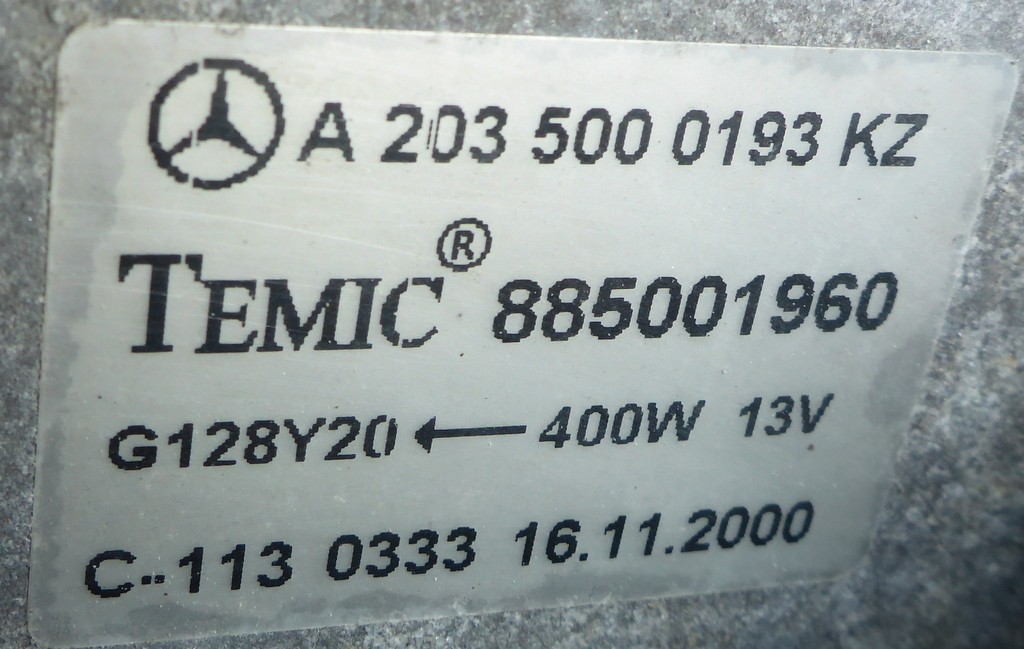 A 203 500 0193 KZ
TEMIC® 885001960
G128Y20 ← 400W 13V
C--113 0333 16.11.2000